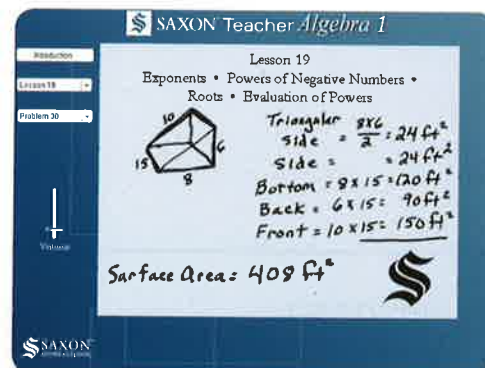 SAXON Teacher Algebra 1
Introduction
Lesson 19
Problem 30
Volume
Lesson 19
Exponents • Powers of Negative Numbers •
Roots • Evaluation of Powers
10
15
8
6
Triangular Side = 8x6/2 = 24 ft²
Side = = 24 ft²
Bottom = 8 x 15 = 120 ft²
Back = 6 x 15 = 90 ft²
Front = 10 x 15 = 150 ft²
Surface Area = 408 ft²
SAXON